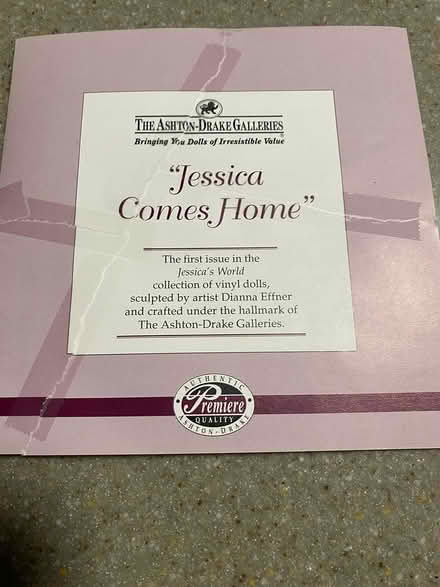 THE ASHTON-DRAKE GALLERIES®
Bringing You Dolls of Irresistible Value
"Jessica
Comes Home"
The first issue in the
Jessica's World
collection of vinyl dolls,
sculpted by artist Dianna Effner
and crafted under the hallmark of
The Ashton-Drake Galleries.
AUTHENTIC
Premiere
QUALITY
ASHTON-DRAKE